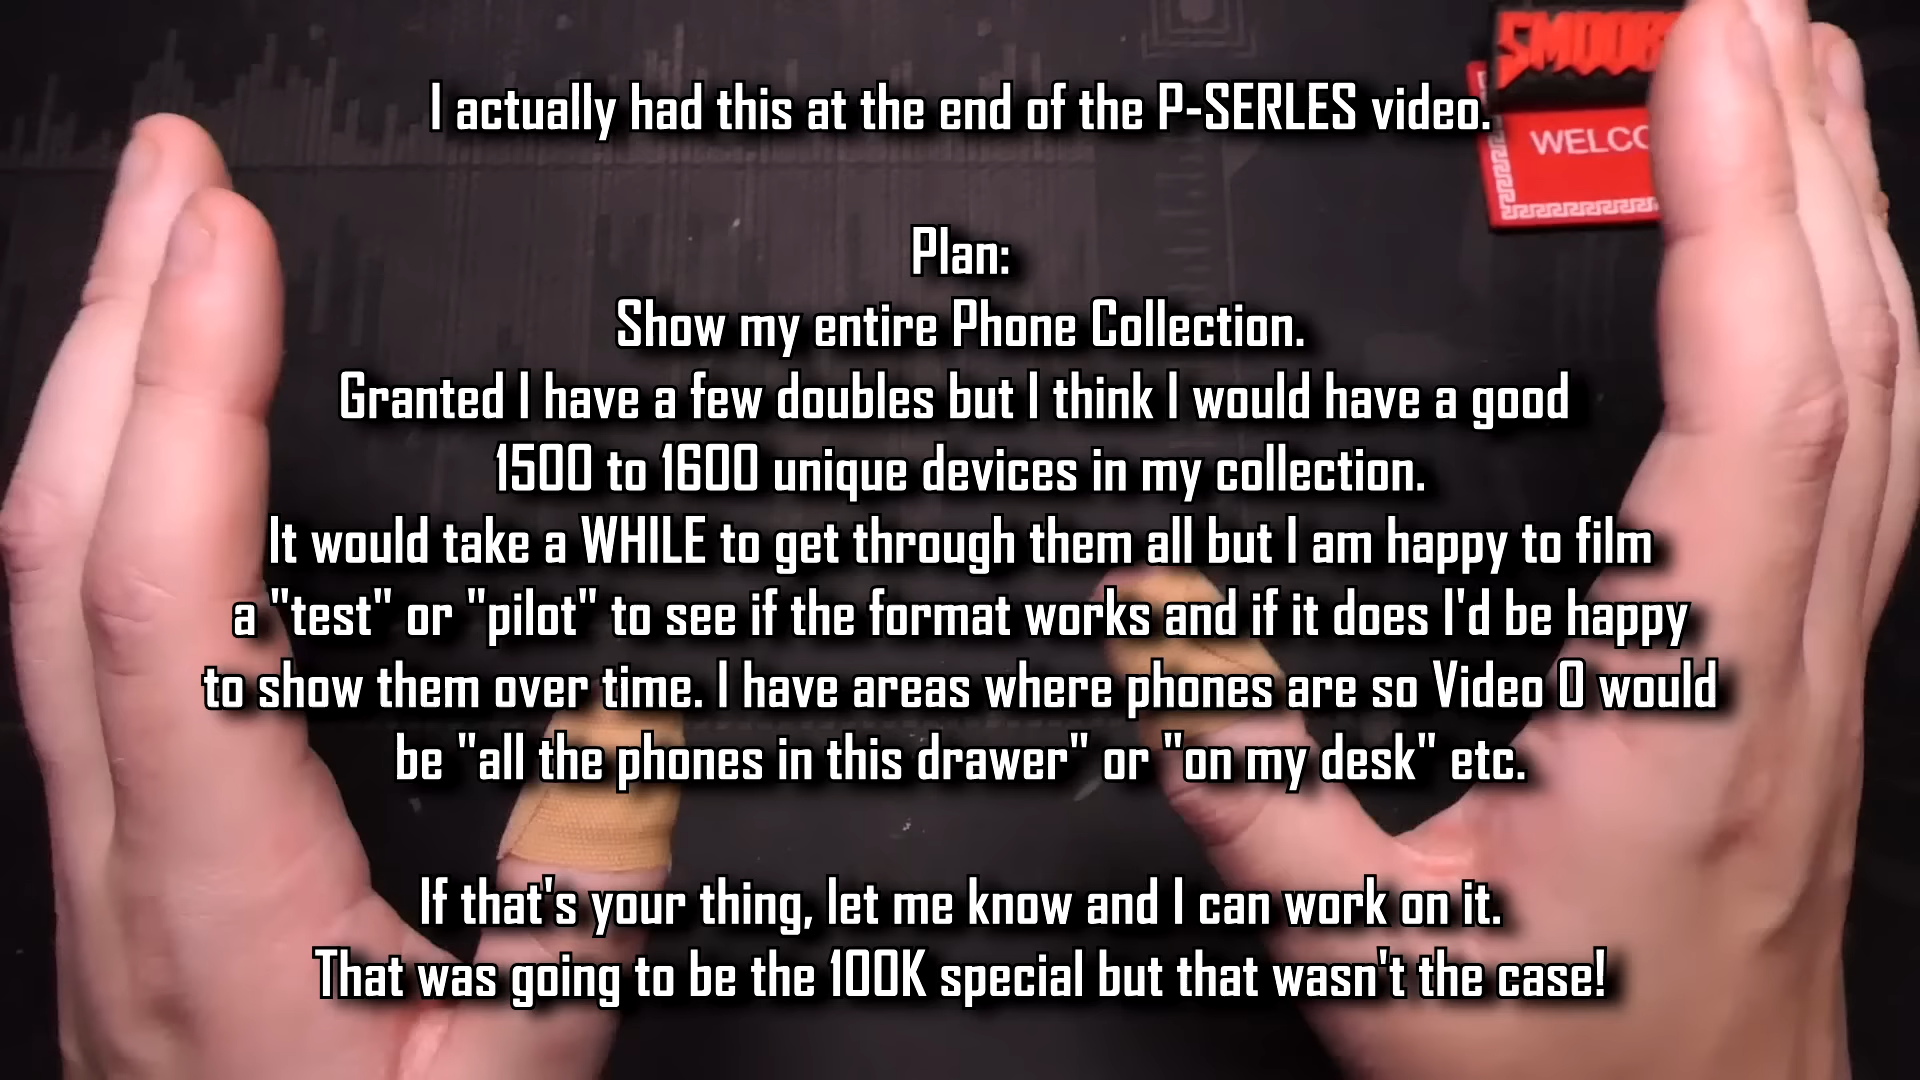 SMOOB
WELCO
I actually had this at the end of the P-SERLES video.
Plan:
Show my entire Phone Collection.
Granted I have a few doubles but I think I would have a good
1500 to 1600 unique devices in my collection.
It would take a WHILE to get through them all but I am happy to film
a "test" or "pilot" to see if the format works and if it does I'd be happy
to show them over time. I have areas where phones are so Video 0 would
be "all the phones in this drawer" or "on my desk" etc.
If that's your thing, let me know and I can work on it.
That was going to be the 100K special but that wasn't the case!